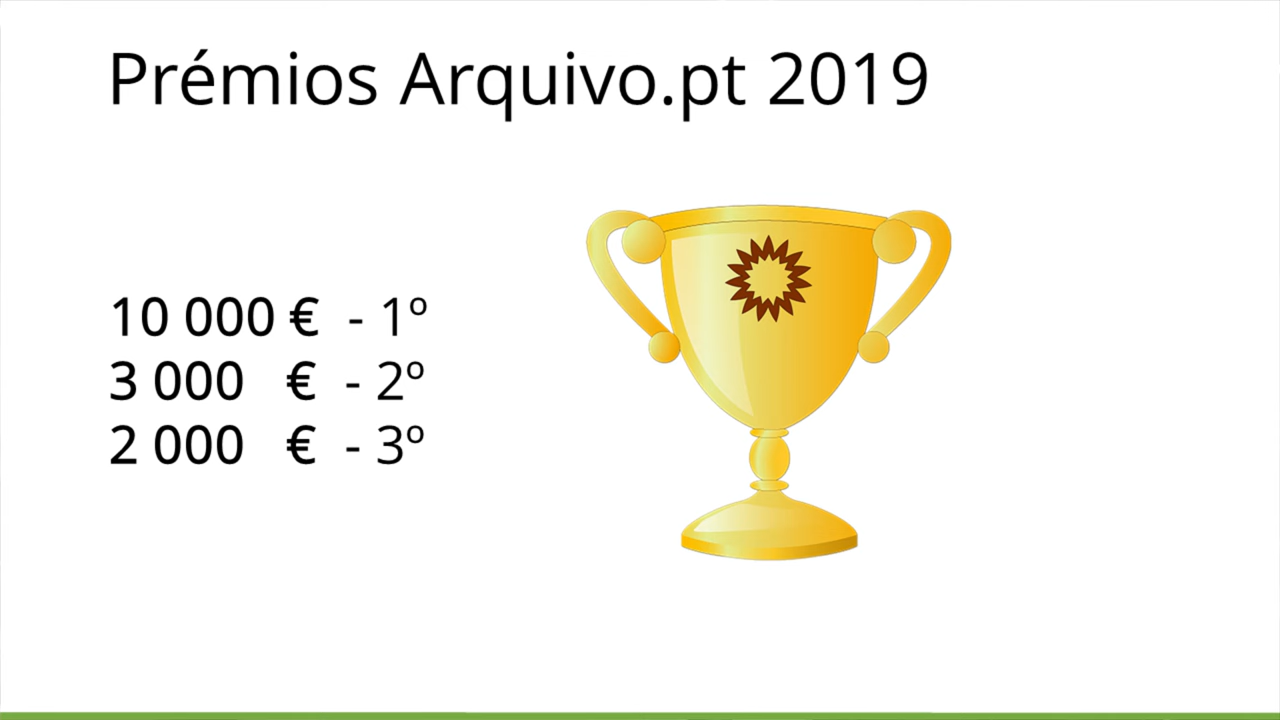 Prémios Arquivo.pt 2019
10 000 € - 1º
3 000 € - 2º
2 000 € - 3º